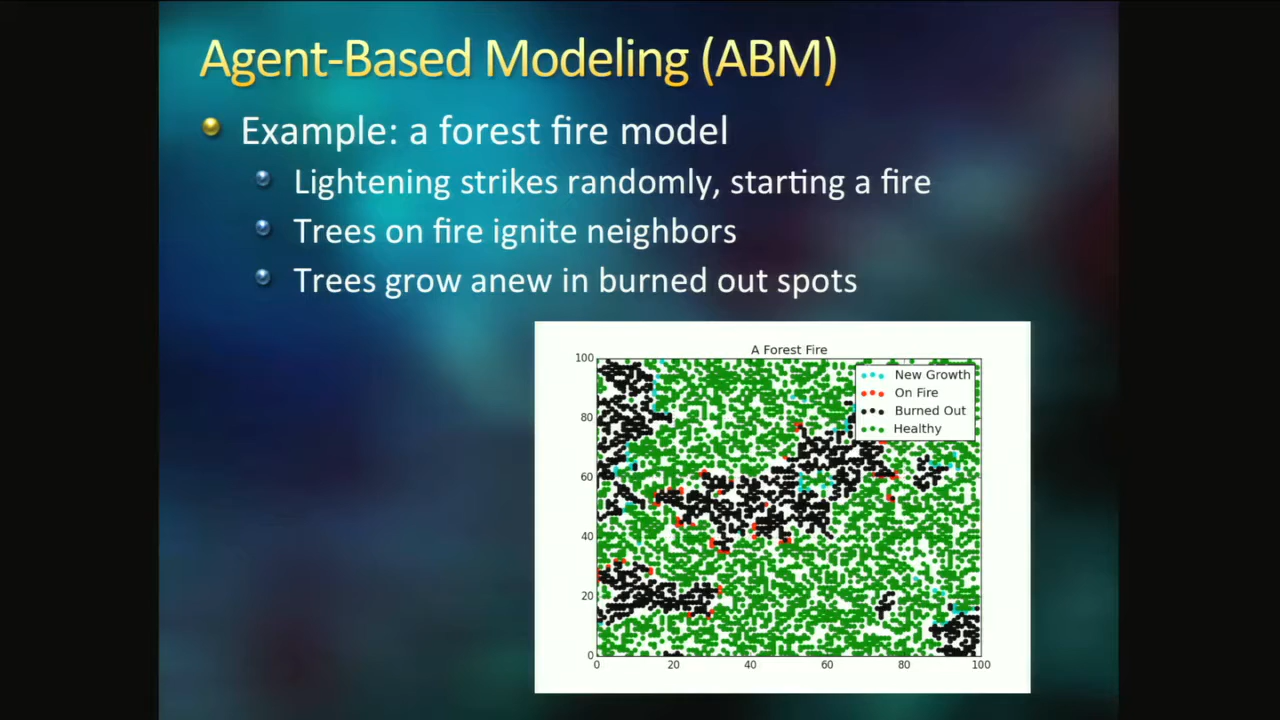 Agent-Based Modeling (ABM)
Example: a forest fire model
Lightening strikes randomly, starting a fire
Trees on fire ignite neighbors
Trees grow anew in burned out spots
A Forest Fire
100
80
60
40
20
0
New Growth
On Fire
Burned Out
Healthy
0 20 40 60 80 100